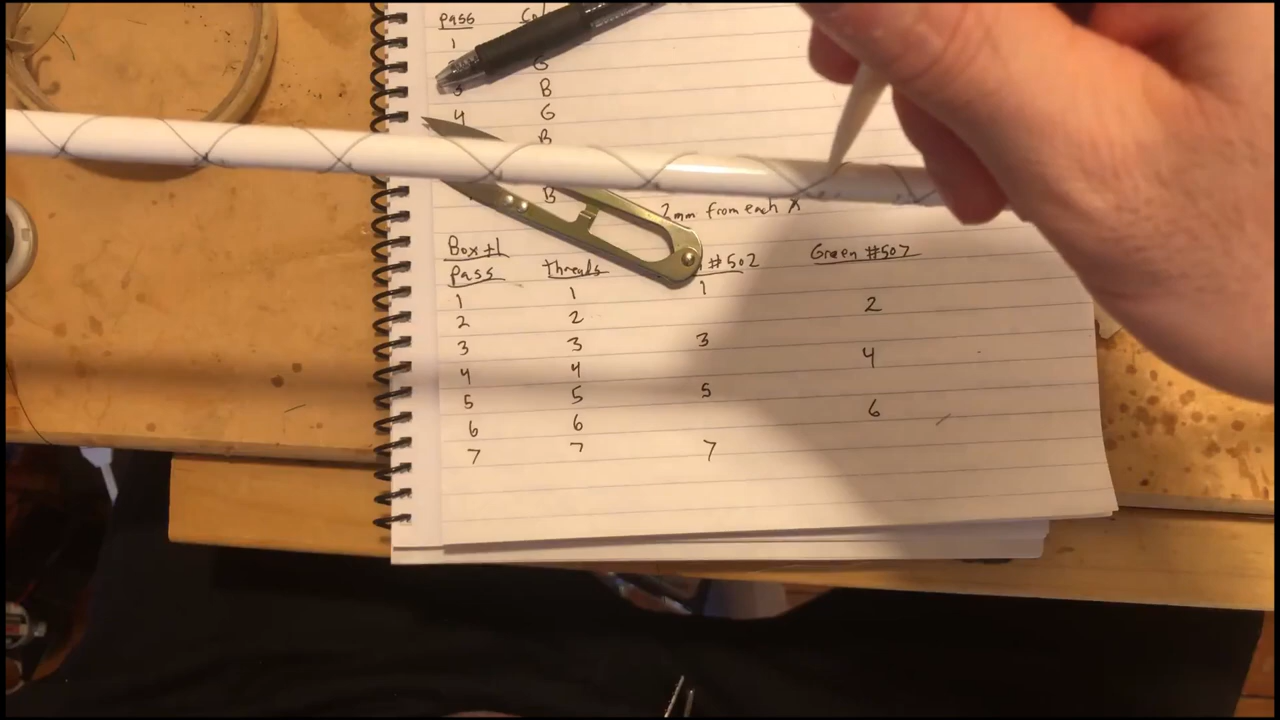 Pass
1
G
B
4 G
B
B
2mm from each X
Box +1
Pass threads #502 Green #507
1 1 1
2 2 2
3 3 3
4 4 4
5 5 5
6 6 6
7 7 7